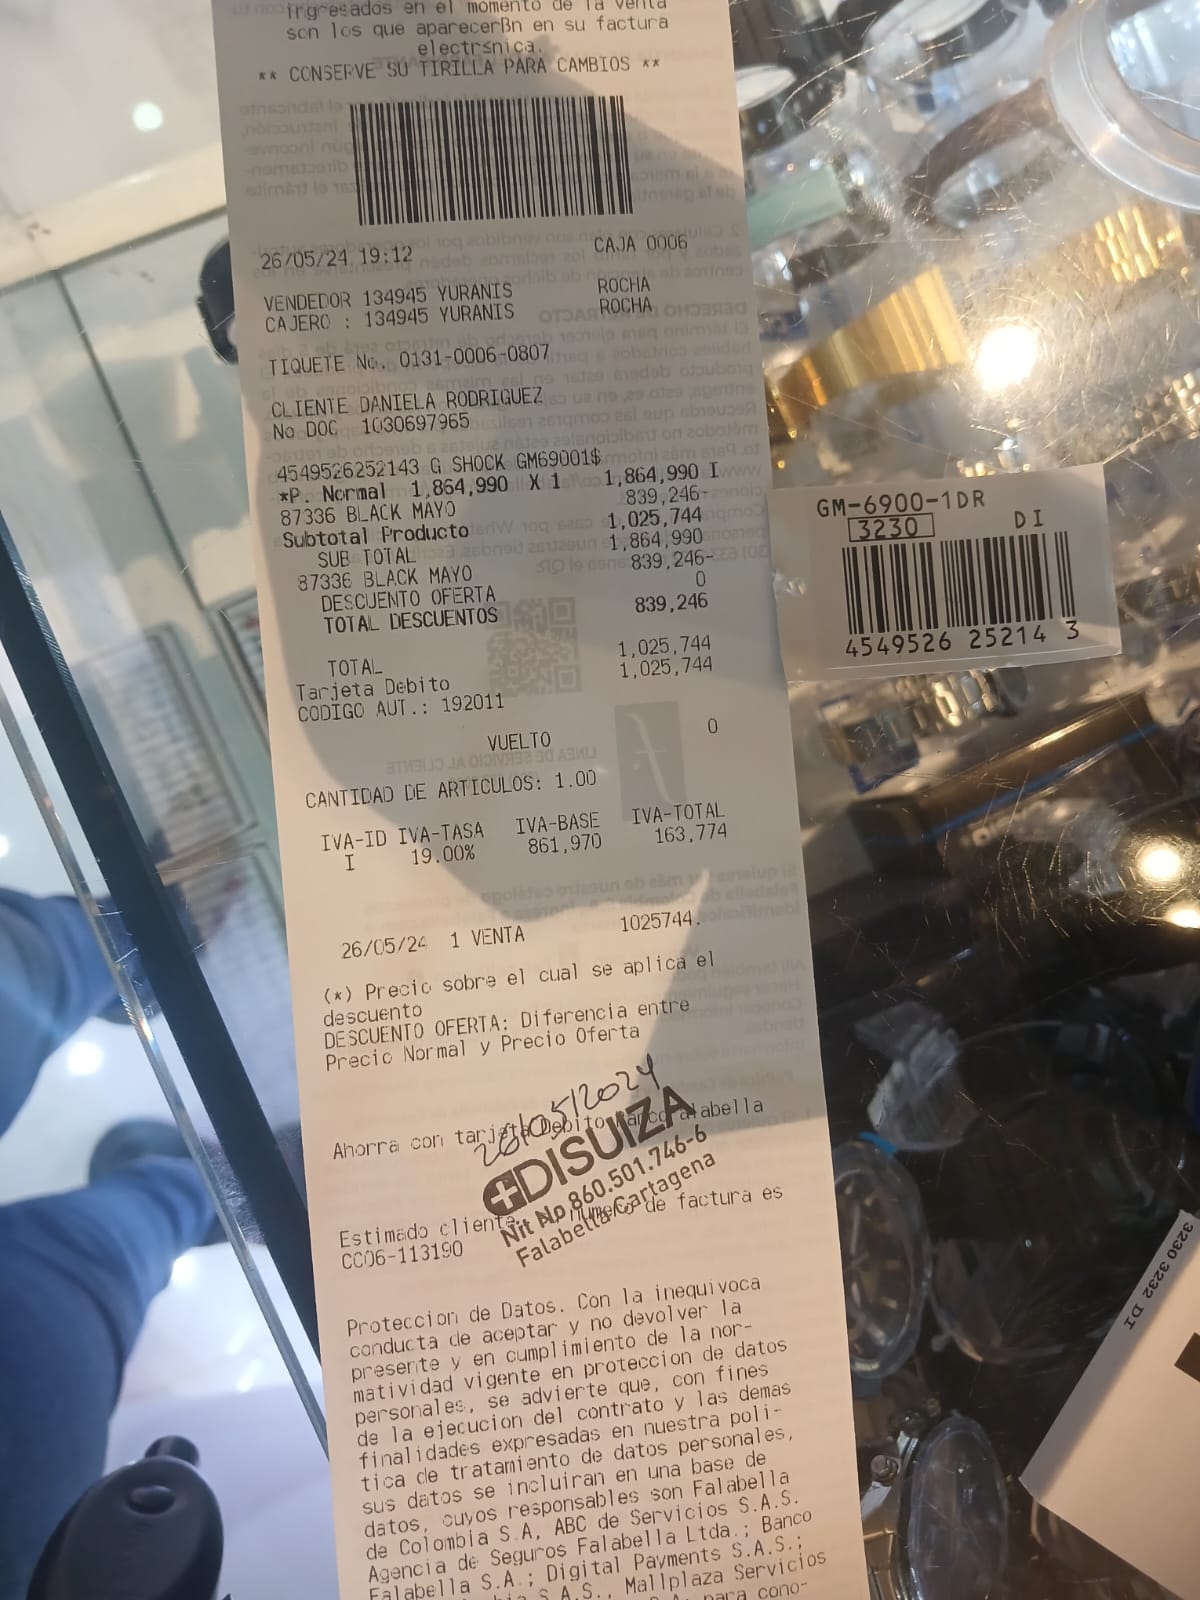 ingresados en el momento de la venta
son los que aparecerßn en su factura
electrsnica.
** CONSERVE SU TIRILLA PARA CAMBIOS **
26/05/24 19:12 CAJA 0006
VENDEDOR 134945 YURANIS ROCHA
CAJERO : 134945 YURANIS ROCHA
TIQUETE No. 0131-0006-0807
CLIENTE DANIELA RODRIGUEZ
No DOC 1030697965
4549526252143 G SHOCK GM69001$
*P. Normal 1,864,990 X 1 1,864,990 I
87336 BLACK MAYO 839,246-
Subtotal Producto 1,025,744
SUB TOTAL 1,864,990
87336 BLACK MAYO 839,246-
DESCUENTO OFERTA 0
TOTAL DESCUENTOS 839,246
TOTAL 1,025,744
Tarjeta Debito 1,025,744
CODIGO AUT.: 192011
VUELTO 0
CANTIDAD DE ARTICULOS: 1.00
IVA-ID IVA-TASA IVA-BASE IVA-TOTAL
I 19.00% 861,970 163,774
26/05/24 1 VENTA 1025744.
(*) Precio sobre el cual se aplica el
descuento
DESCUENTO OFERTA: Diferencia entre
Precio Normal y Precio Oferta
26/05/2024
Ahorra con tarjeta Debito Banco Falabella
DISUIZA
Nit No 860.501.746-6
Falabella Cartagena
Estimado cliente, numero de factura es
CC06-113190
Proteccion de Datos. Con la inequivoca
conducta de aceptar y no devolver la
presente y en cumplimiento de la nor-
matividad vigente en proteccion de datos
personales, se advierte que, con fines
de la ejecucion del contrato y las demas
finalidades expresadas en nuestra poli-
tica de tratamiento de datos personales,
sus datos se incluiran en una base de
datos, cuyos responsables son Falabella
de Colombia S.A, ABC de Servicios S.A.S.
Agencia de Seguros Falabella Ltda.; Banco
Falabella S.A.; Digital Payments S.A.S.;
S.A.S., Mallplaza Servicios
para cono-
GM-6900-1DR
3230 DI
4549526 25214 3
3230 3232 DI